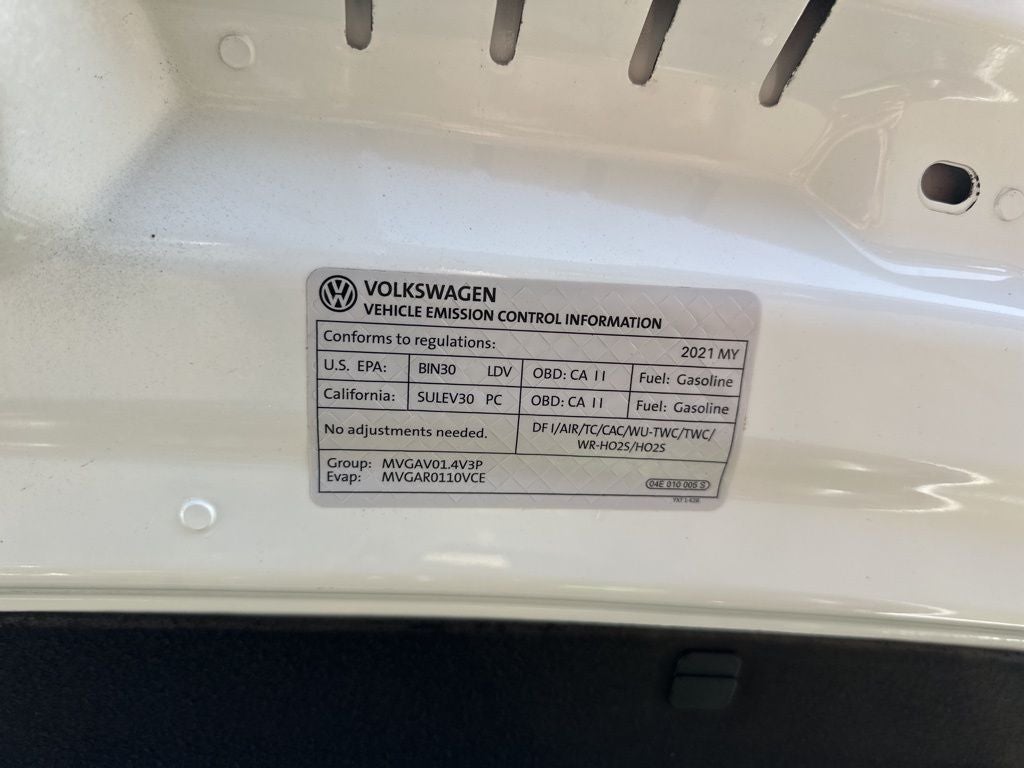 VOLKSWAGEN
VEHICLE EMISSION CONTROL INFORMATION
Conforms to regulations: 2021 MY
U.S. EPA: BIN30 LDV OBD: CA II Fuel: Gasoline
California: SULEV30 PC OBD: CA II Fuel: Gasoline
No adjustments needed. DFI/AIR/TC/CAC/WU-TWC/TWC/
WR-HO2S/HO2S
Group: MVGAV01.4V3P
Evap: MVGAR0110VCE
04E 010 005 S